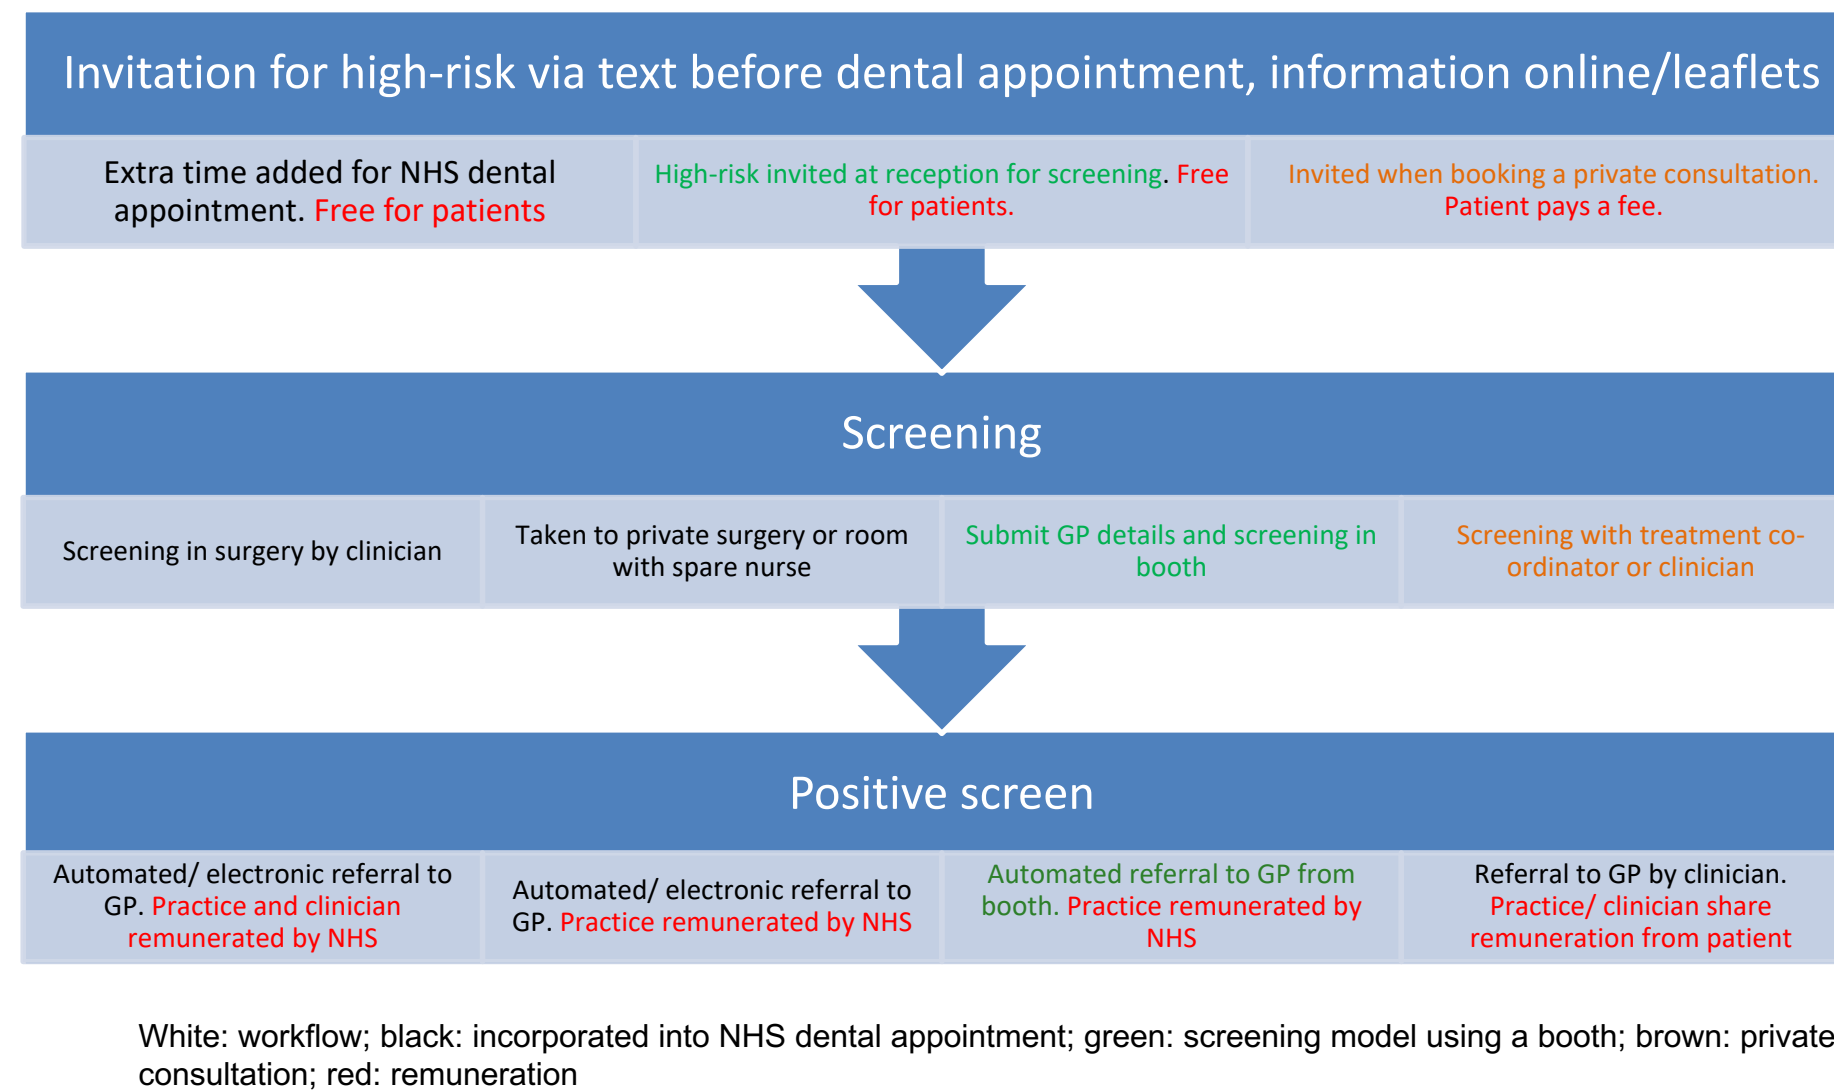 Invitation for high-risk via text before dental appointment, information online/leaflets
Extra time added for NHS dental
appointment. Free for patients
High-risk invited at reception for screening. Free
for patients.
Invited when booking a private consultation.
Patient pays a fee.
Screening
Screening in surgery by clinician
Taken to private surgery or room
with spare nurse
Submit GP details and screening in
booth
Screening with treatment co-
ordinator or clinician
Positive screen
Automated/ electronic referral to
GP. Practice and clinician
remunerated by NHS
Automated/ electronic referral to
GP. Practice remunerated by NHS
Automated referral to GP from
booth. Practice remunerated by
NHS
Referral to GP by clinician.
Practice/ clinician share
remuneration from patient
White: workflow; black: incorporated into NHS dental appointment; green: screening model using a booth; brown: private
consultation; red: remuneration